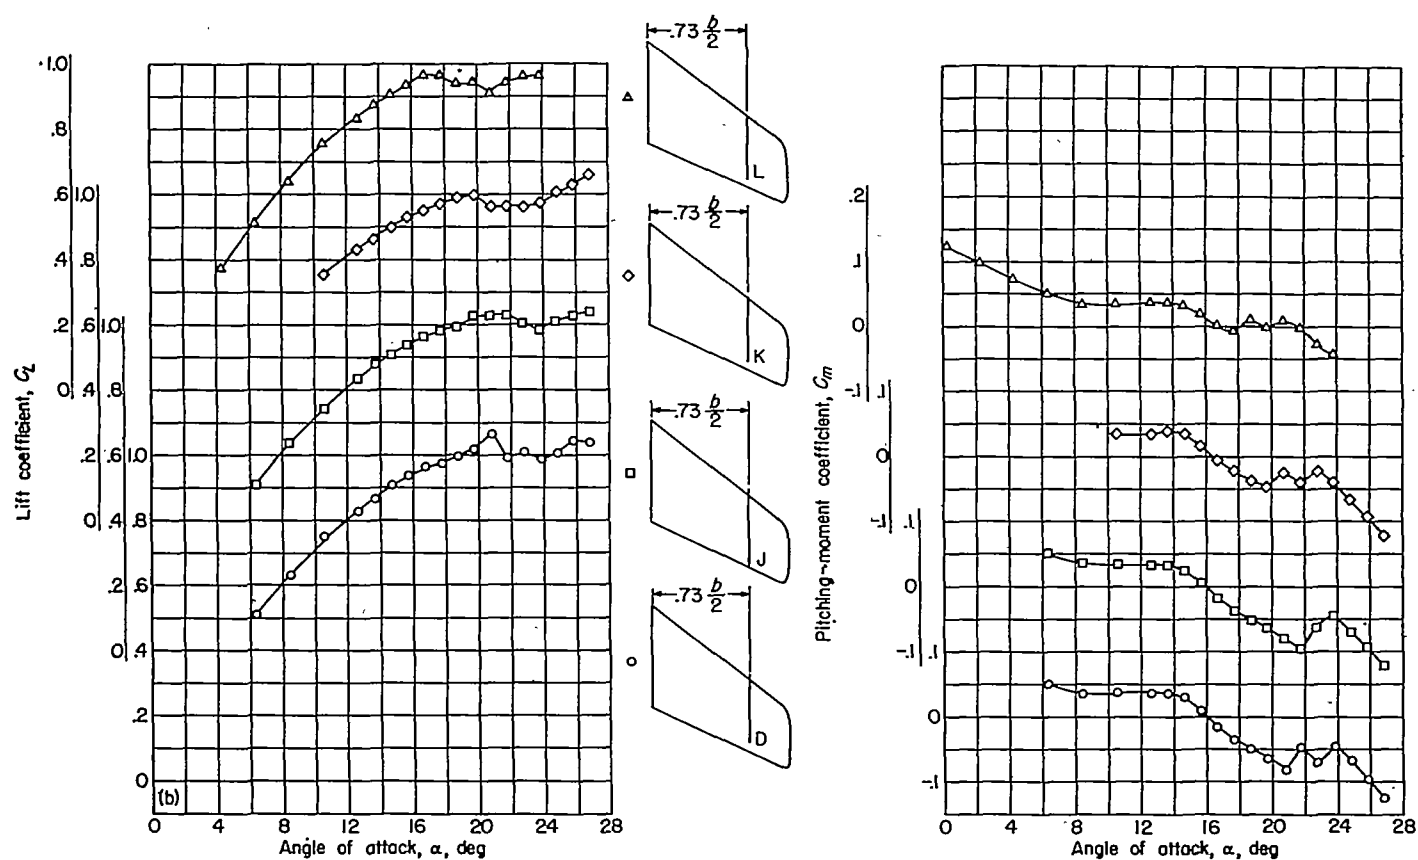 1.0
.8
.6 1.0
.4 .8
.2 .6 1.0
0 .4 .8
.2 .6 1.0
0 .4 .8
.2 .6
0 .4
.2
0
Lift coefficient, C_L
(b)
0 4 8 12 16 20 24 28
Angle of attack, α, deg
.73 b/2
L
.73 b/2
K
.73 b/2
J
.73 b/2
D
.2
.1
0
-.1 .1
0
-.1 .1
0
-.1 .1
0
-.1
Pitching-moment coefficient, C_m
0 4 8 12 16 20 24 28
Angle of attack, α, deg